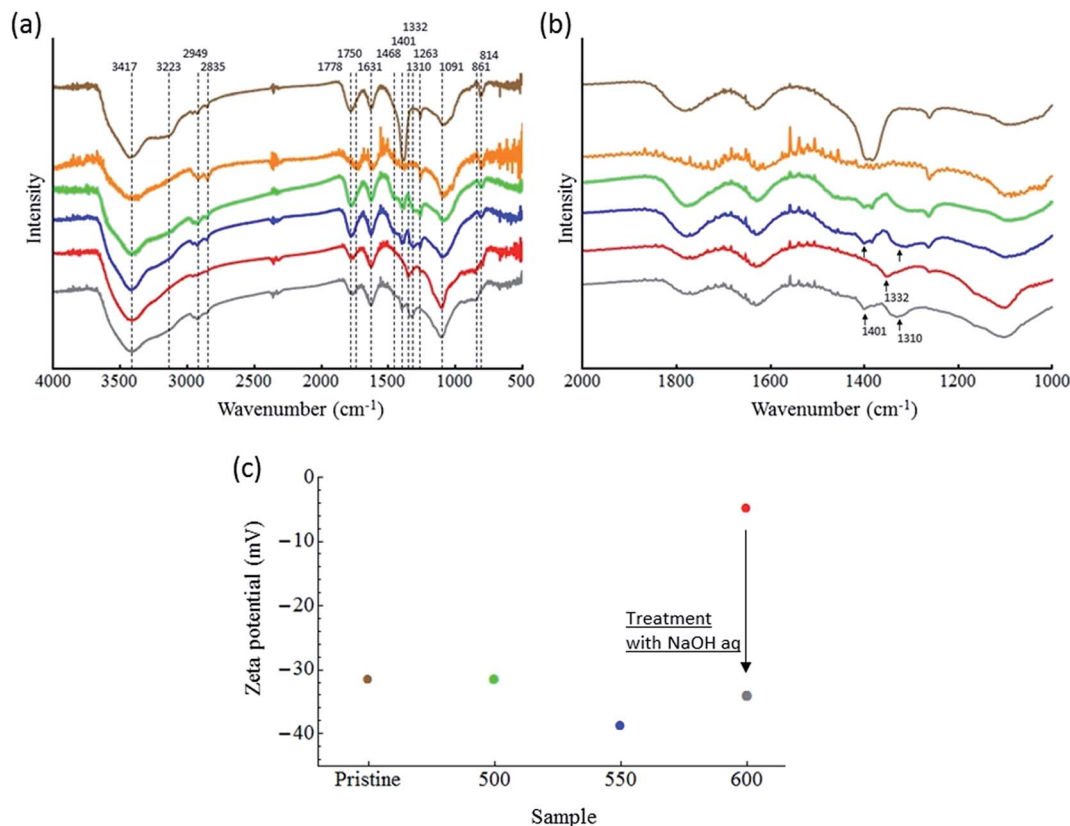 (a)
1332
1401
1750 1468 1263 814
2949
3417 3223 2835 1778 1631 1310 1091 861
Intensity
4000 3500 3000 2000 1500 1000 500
Wavenumber (cm-1)
(b)
Intensity
1332
1401 1310
2000 1800 1600 1400 1200 1000
Wavenumber (cm-1)
(c)
0
−10
−20
−30
−40
Zeta potential (mV)
Treatment
with NaOH aq
Pristine 500 550 600
Sample